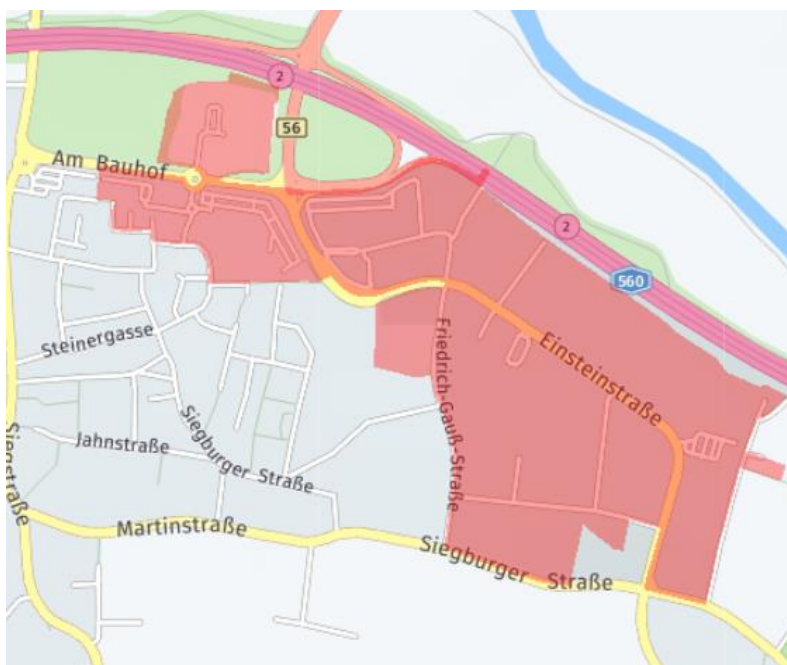 2
56
Am Bauhof
2
560
Steinergasse
Einsteinstraße
Friedrich-Gauß-Straße
Siegburger Straße
Jahnstraße
Siegstraße
Martinstraße
Siegburger Straße